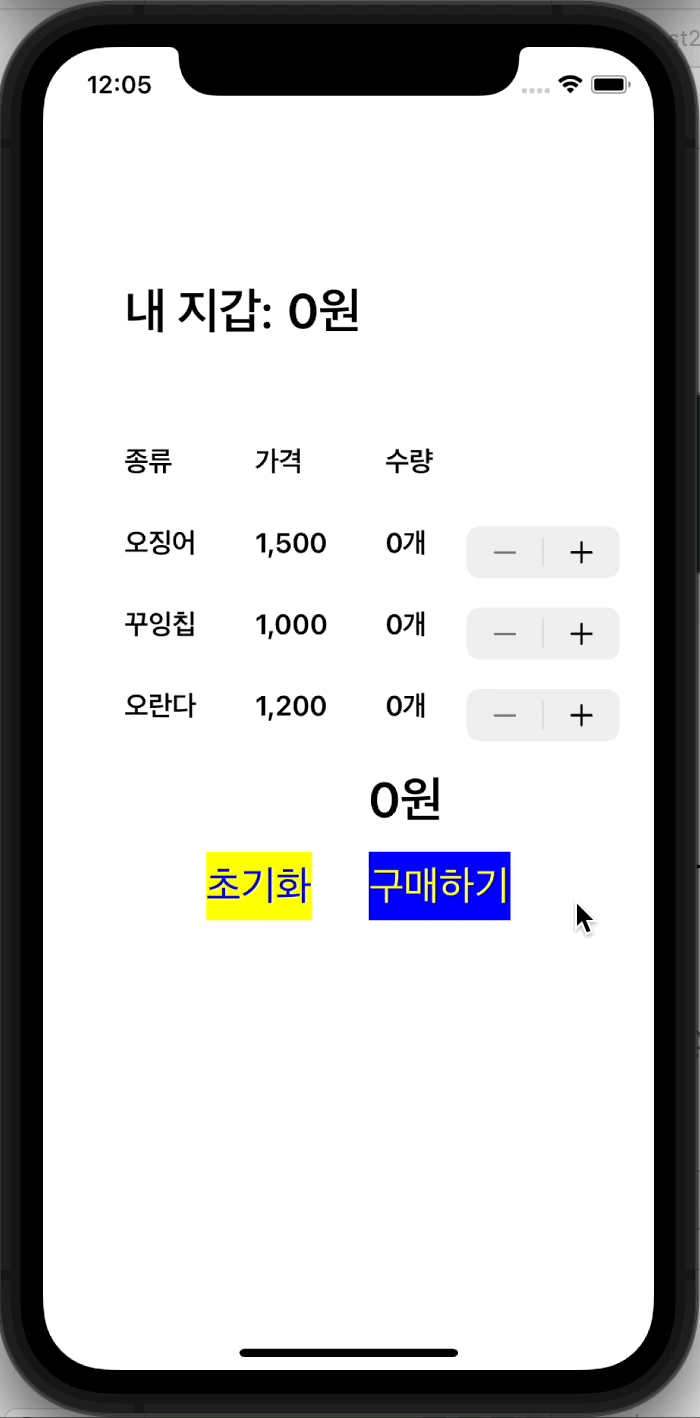 12:05
내 지갑: 0원
종류 가격 수량
오징어 1,500 0개
꾸잉칩 1,000 0개
오란다 1,200 0개
0원
초기화 구매하기